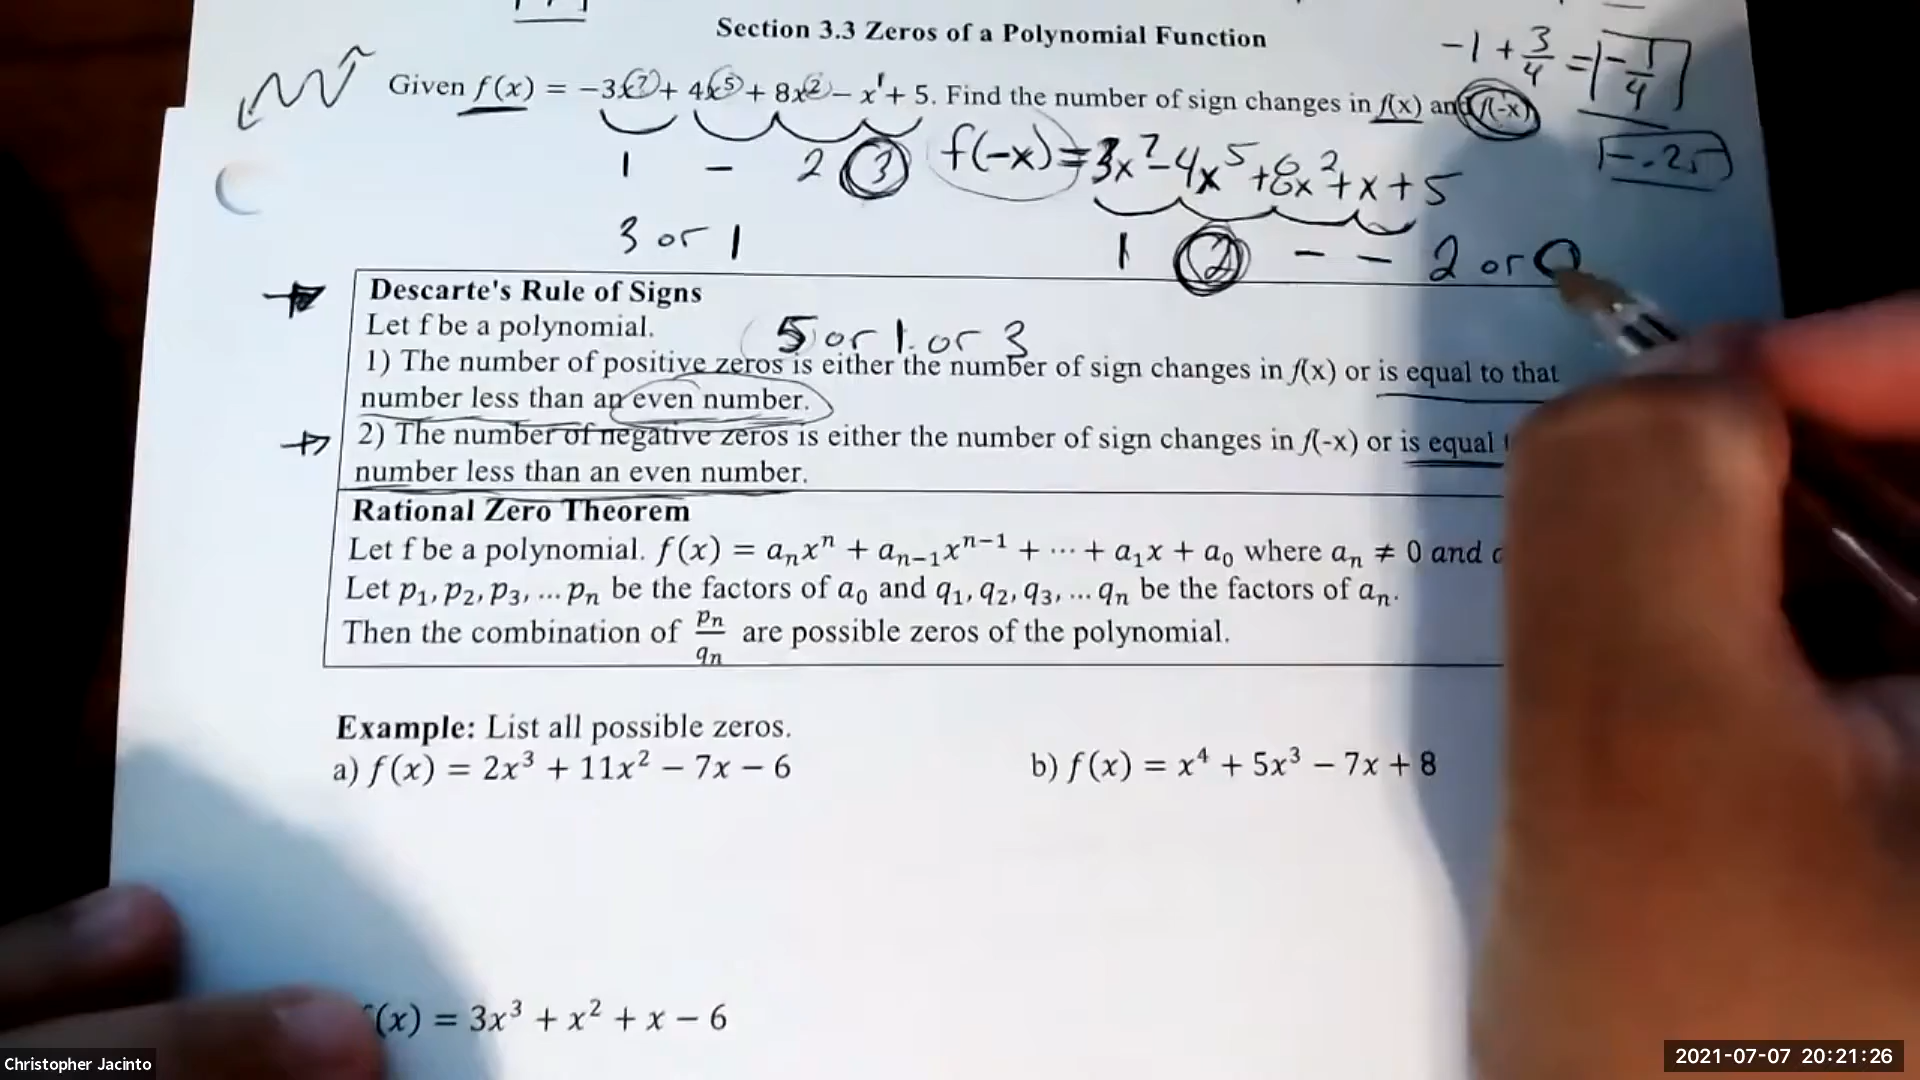 Section 3.3 Zeros of a Polynomial Function
-1 + 3/4 = -1/4
Given f(x) = −3x⁷ + 4x⁵ + 8x² − x¹ + 5. Find the number of sign changes in f(x) and f(-x)
-.25
1 - 2 3 f(-x) = 3x⁷ - 4x⁵ + 8x² + x + 5
3 or 1 1 2 - - 2 or 0
Descarte's Rule of Signs
Let f be a polynomial.
5 or 1 or 3
1) The number of positive zeros is either the number of sign changes in f(x) or is equal to that
number less than an even number.
2) The number of negative zeros is either the number of sign changes in f(-x) or is equal
number less than an even number.
Rational Zero Theorem
Let f be a polynomial. f(x) = aₙxⁿ + aₙ₋₁xⁿ⁻¹ + ⋯ + a₁x + a₀ where aₙ ≠ 0 and
Let p₁, p₂, p₃, … pₙ be the factors of a₀ and q₁, q₂, q₃, … qₙ be the factors of aₙ.
Then the combination of pₙ/qₙ are possible zeros of the polynomial.
Example: List all possible zeros.
a) f(x) = 2x³ + 11x² − 7x − 6 b) f(x) = x⁴ + 5x³ − 7x + 8
(x) = 3x³ + x² + x − 6
Christopher Jacinto
2021-07-07 20:21:26